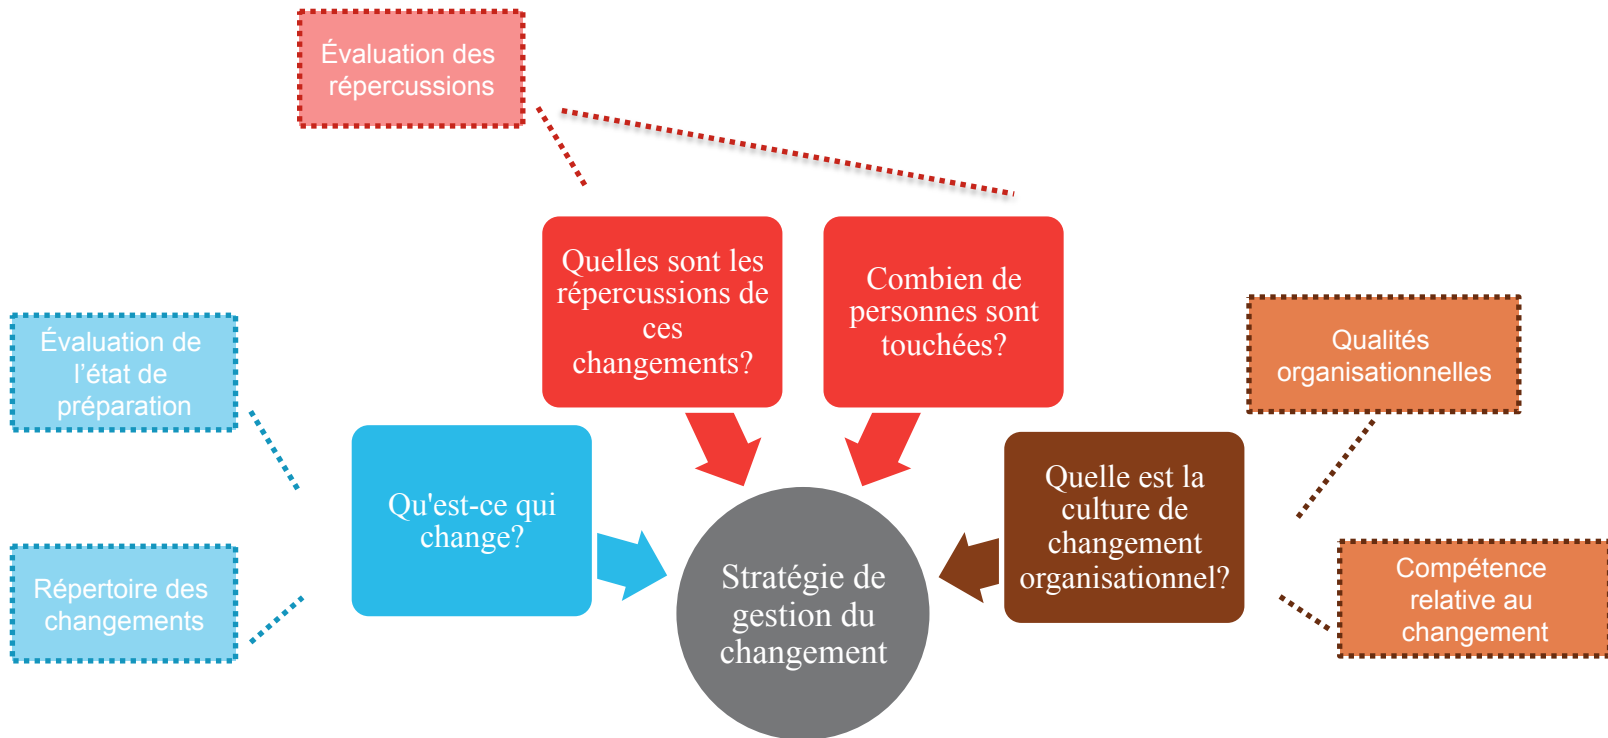 Évaluation des
répercussions
Quelles sont les
répercussions de
ces
changements?
Combien de
personnes sont
touchées?
Évaluation de
l’état de
préparation
Qualités
organisationnelles
Qu'est-ce qui
change?
Quelle est la
culture de
changement
organisationnel?
Répertoire des
changements
Stratégie de
gestion du
changement
Compétence
relative au
changement